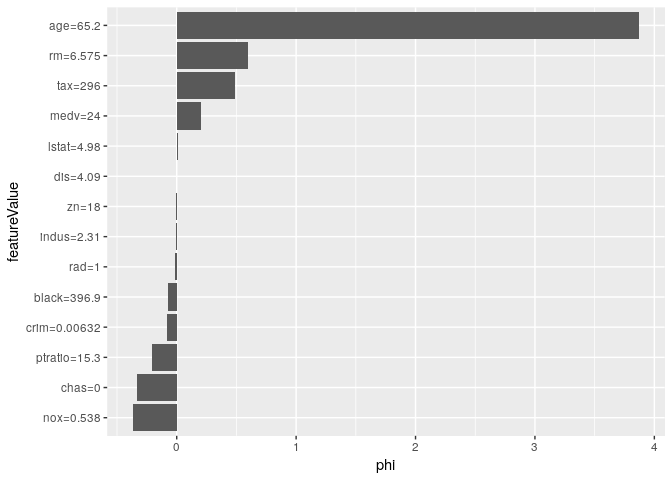 age=65.2
rm=6.575
tax=296
medv=24
lstat=4.98
dis=4.09
zn=18
indus=2.31
rad=1
black=396.9
crim=0.00632
ptratio=15.3
chas=0
nox=0.538
featureValue
0 1 2 3 4
phi